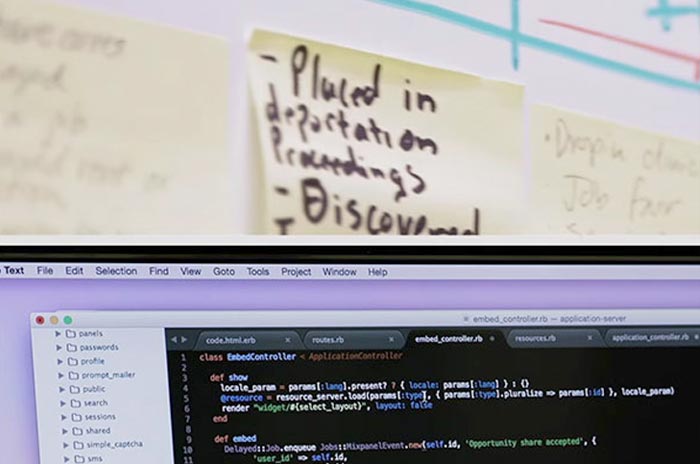 - Placed in
deportation
Proceedings
- Discovered
Drop in
Job fair
Text File Edit Selection Find View Goto Tools Project Window Help
embed_controller.rb — application-server
panels
passwords
profile
prompt_mailer
public
search
sessions
shared
simple_captcha
sms
code.html.erb routes.rb embed_controller.rb resources.rb application_controller.rb
1 class EmbedController < ApplicationController
2
3 def show
4 locale_param = params[:lang].present? ? { locale: params[:lang] } : {}
5 @resource = resource_server.load(params[:type], { params[:type].pluralize => params[:id] }, locale_param)
6 render "widget/#{select_layout}", layout: false
7 end
8
9 def embed
10 Delayed::Job.enqueue Jobs::MixpanelEvent.new(self.id, 'Opportunity share accepted', {
'user_id' => self.id,